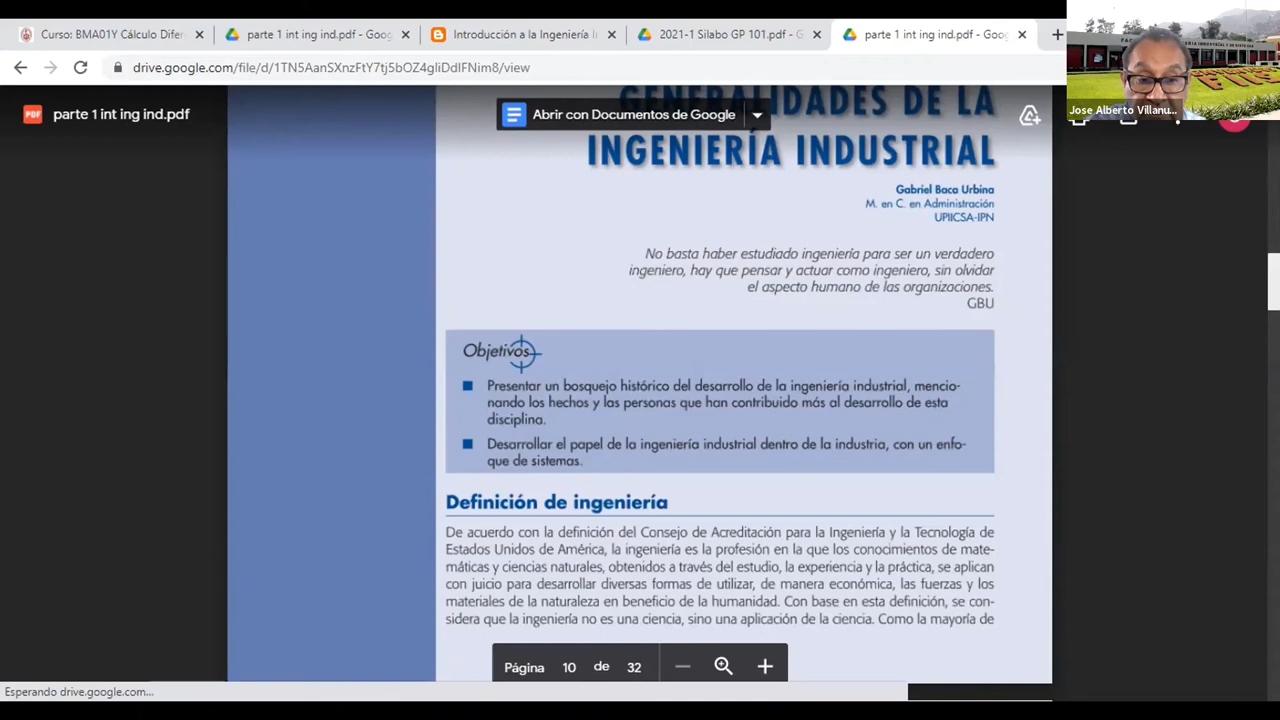 Curso: BMA01Y Cálculo Difer
parte 1 int ing ind.pdf - Goog
Introducción a la Ingeniería I
2021-1 Silabo GP 101.pdf - G
parte 1 int ing ind.pdf - Goog
drive.google.com/file/d/1TN5AanSXnzFtY7tj5bOZ4gliDdIFNim8/view
PDF parte 1 int ing ind.pdf
Abrir con Documentos de Google
Jose Alberto Villanu...
DE LA
INGENIERÍA INDUSTRIAL
Gabriel Baca Urbina
M. en C. en Administración
UPIICSA-IPN
No basta haber estudiado ingeniería para ser un verdadero
ingeniero, hay que pensar y actuar como ingeniero, sin olvidar
el aspecto humano de las organizaciones.
GBU
Objetivos
Presentar un bosquejo histórico del desarrollo de la ingeniería industrial, mencio-
nando los hechos y las personas que han contribuido más al desarrollo de esta
disciplina.
Desarrollar el papel de la ingeniería industrial dentro de la industria, con un enfo-
que de sistemas.
Definición de ingeniería
De acuerdo con la definición del Consejo de Acreditación para la Ingeniería y la Tecnología de
Estados Unidos de América, la ingeniería es la profesión en la que los conocimientos de mate-
máticas y ciencias naturales, obtenidos a través del estudio, la experiencia y la práctica, se aplican
con juicio para desarrollar diversas formas de utilizar, de manera económica, las fuerzas y los
materiales de la naturaleza en beneficio de la humanidad. Con base en esta definición, se con-
sidera que la ingeniería no es una ciencia, sino una aplicación de la ciencia. Como la mayoría de
Página 10 de 32
Esperando drive.google.com...